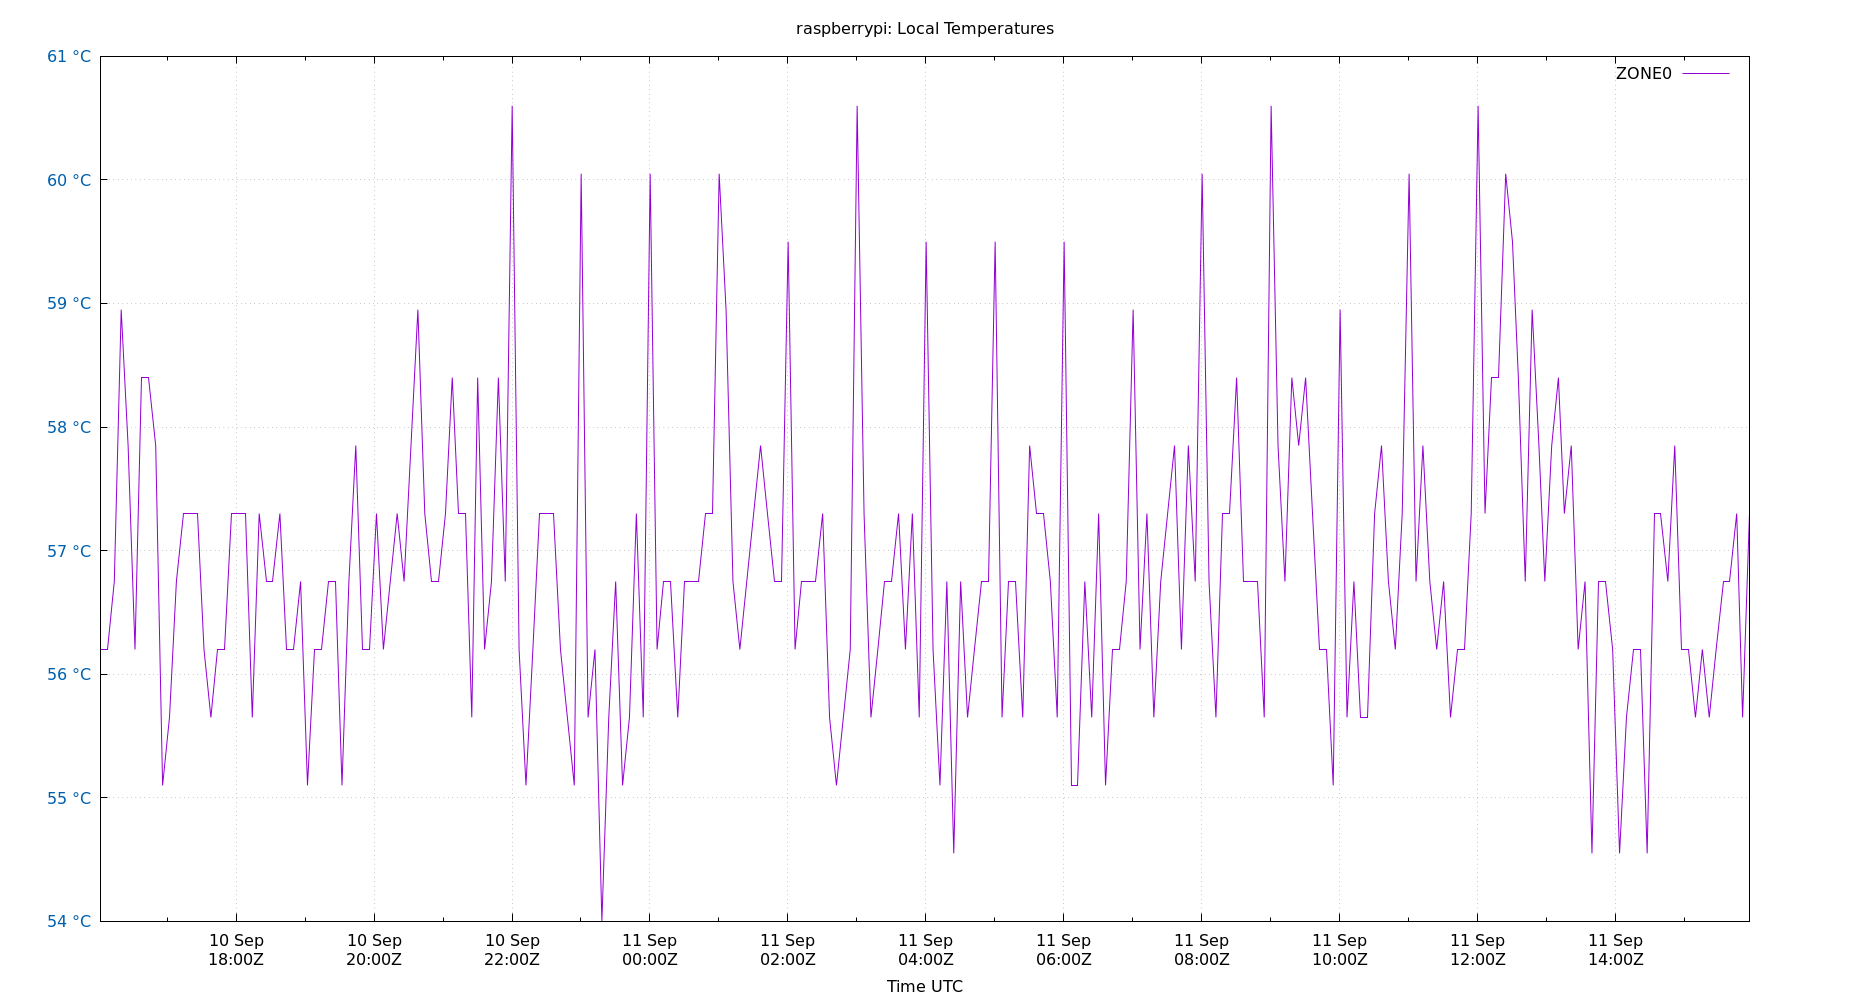 raspberrypi: Local Temperatures
61 °C
ZONE0
60 °C
59 °C
58 °C
57 °C
56 °C
55 °C
54 °C
10 Sep 10 Sep 10 Sep 11 Sep 11 Sep 11 Sep 11 Sep 11 Sep 11 Sep 11 Sep 11 Sep
18:00Z 20:00Z 22:00Z 00:00Z 02:00Z 04:00Z 06:00Z 08:00Z 10:00Z 12:00Z 14:00Z
Time UTC